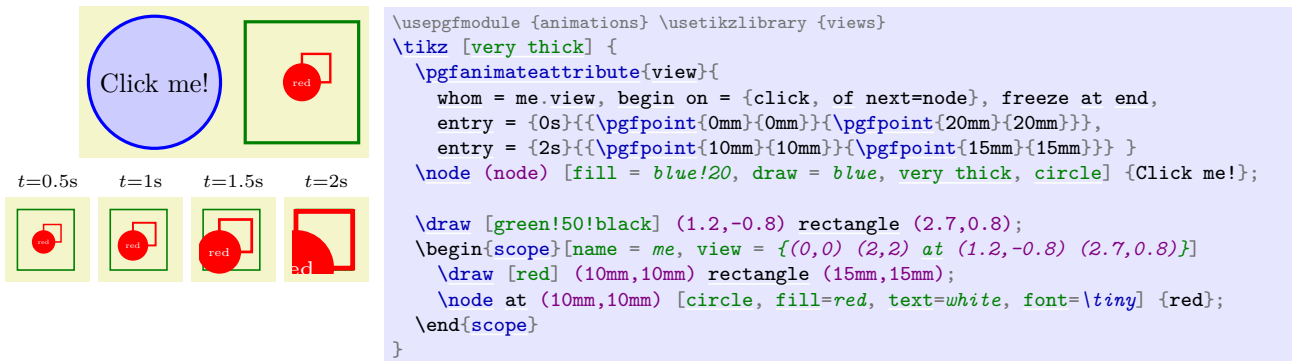 Click me!
red
t=0.5s t=1s t=1.5s t=2s
red red red red
\usepgfmodule {animations} \usetikzlibrary {views}
\tikz [very thick] {
  \pgfanimateattribute{view}{
    whom = me.view, begin on = {click, of next=node}, freeze at end,
    entry = {0s}{{\pgfpoint{0mm}{0mm}}{\pgfpoint{20mm}{20mm}}},
    entry = {2s}{{\pgfpoint{10mm}{10mm}}{\pgfpoint{15mm}{15mm}}} }
  \node (node) [fill = blue!20, draw = blue, very thick, circle] {Click me!};
  \draw [green!50!black] (1.2,-0.8) rectangle (2.7,0.8);
  \begin{scope}[name = me, view = {(0,0) (2,2) at (1.2,-0.8) (2.7,0.8)}]
    \draw [red] (10mm,10mm) rectangle (15mm,15mm);
    \node at (10mm,10mm) [circle, fill=red, text=white, font=\tiny] {red};
  \end{scope}
}